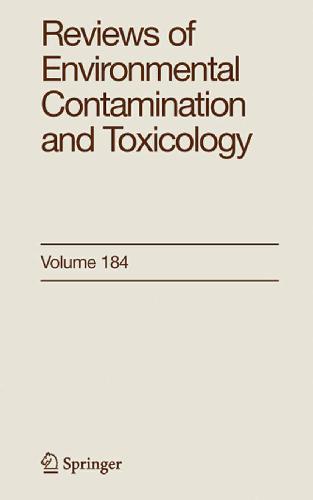 Reviews of
Environmental
Contamination
and Toxicology
Volume 184
Springer